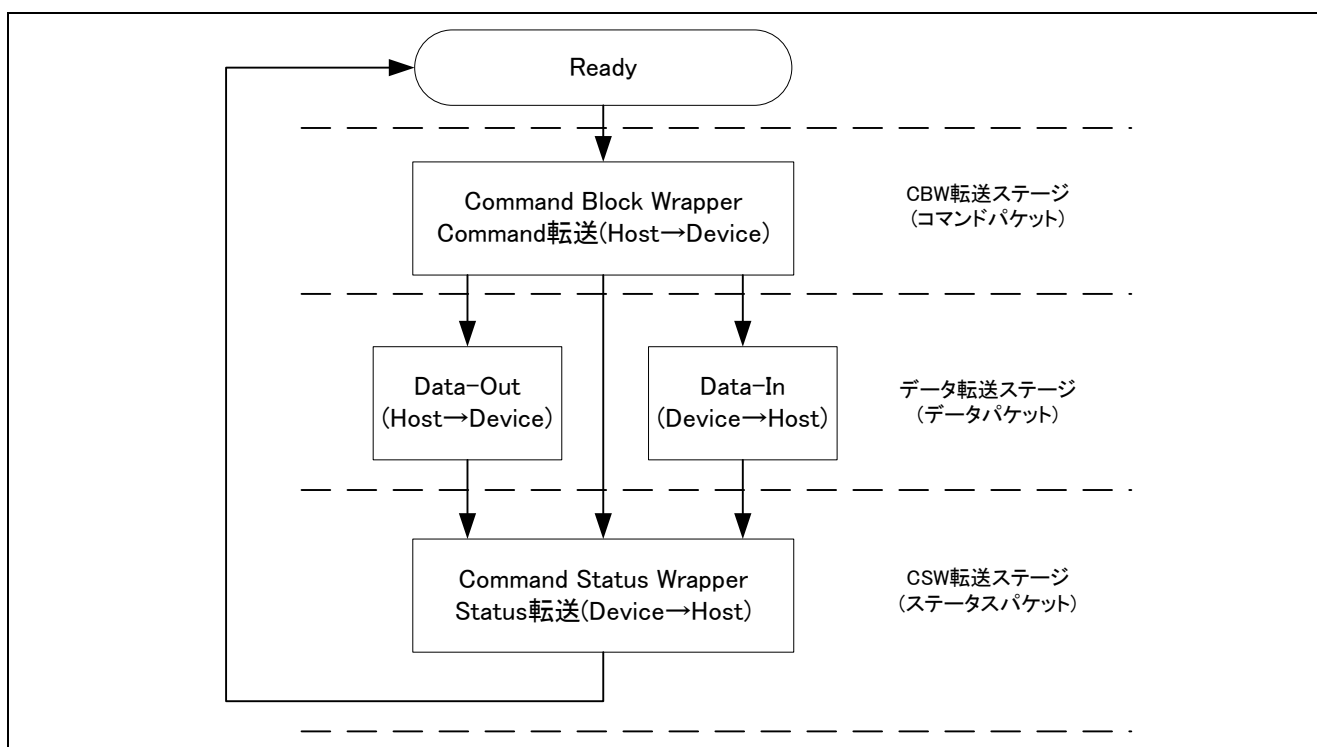 Ready
Command Block Wrapper
Command転送(Host→Device)
CBW転送ステージ
(コマンドパケット)
Data-Out
(Host→Device)
Data-In
(Device→Host)
データ転送ステージ
(データパケット)
Command Status Wrapper
Status転送(Device→Host)
CSW転送ステージ
(ステータスパケット)